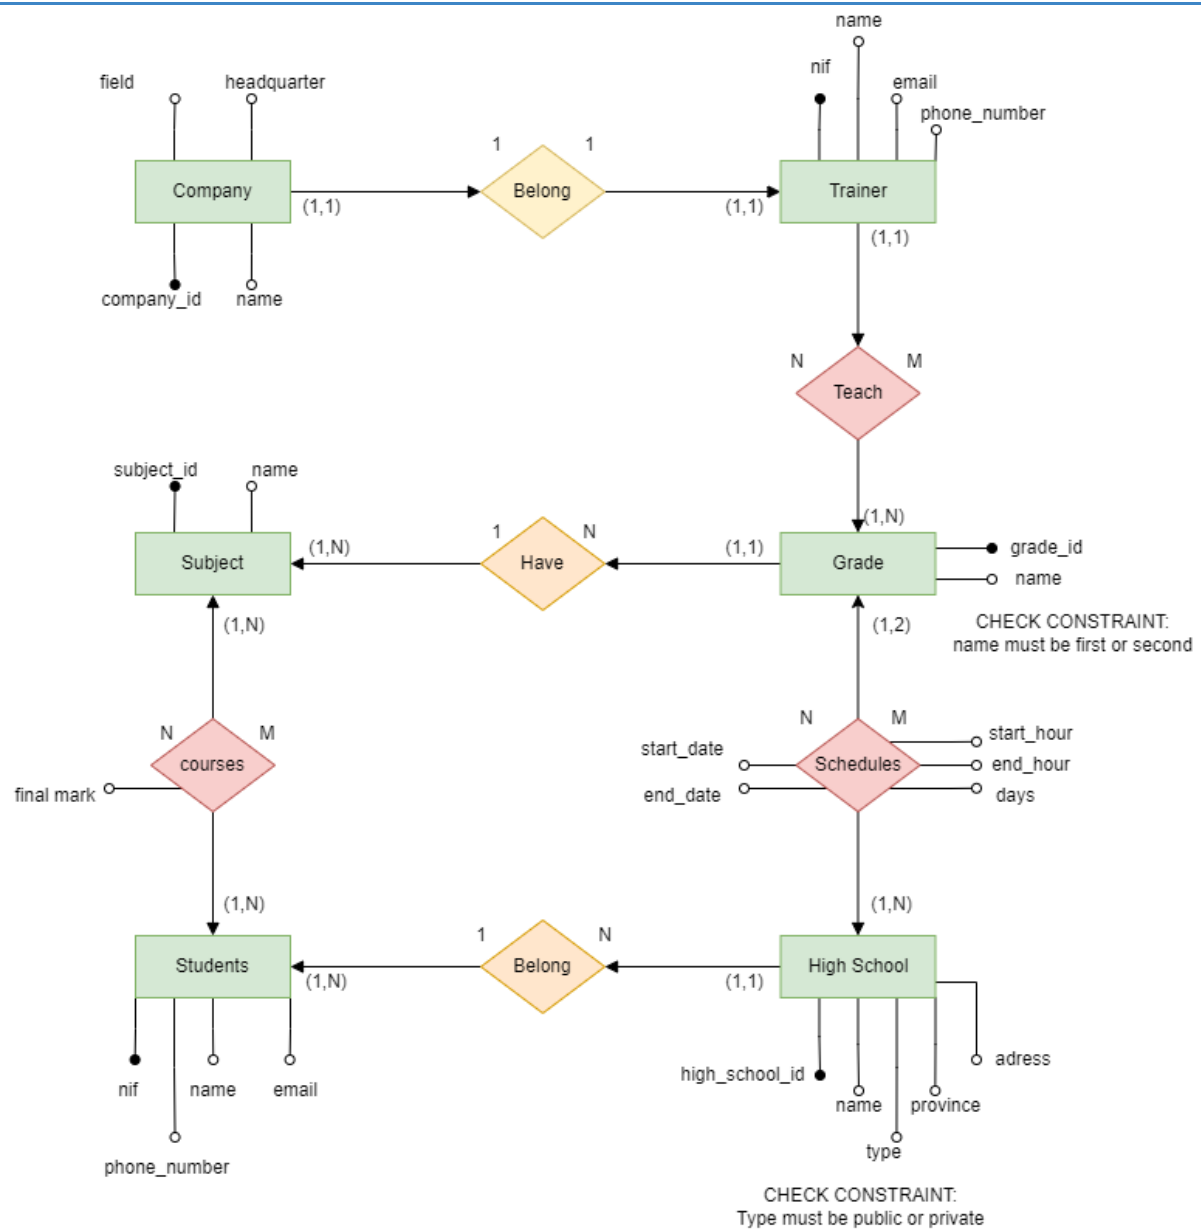 name
nif
email
phone_number
field
headquarter
1
1
Company
Belong
Trainer
(1,1)
(1,1)
(1,1)
company_id
name
N
M
Teach
subject_id
name
(1,N)
1
N
(1,N)
(1,1)
Subject
Have
Grade
grade_id
name
(1,N)
(1,2)
CHECK CONSTRAINT:
name must be first or second
N
M
N
M
start_hour
start_date
courses
Schedules
end_hour
final mark
end_date
days
(1,N)
(1,N)
1
N
Students
Belong
High School
(1,N)
(1,1)
adress
nif
name
email
high_school_id
name
province
type
phone_number
CHECK CONSTRAINT:
Type must be public or private